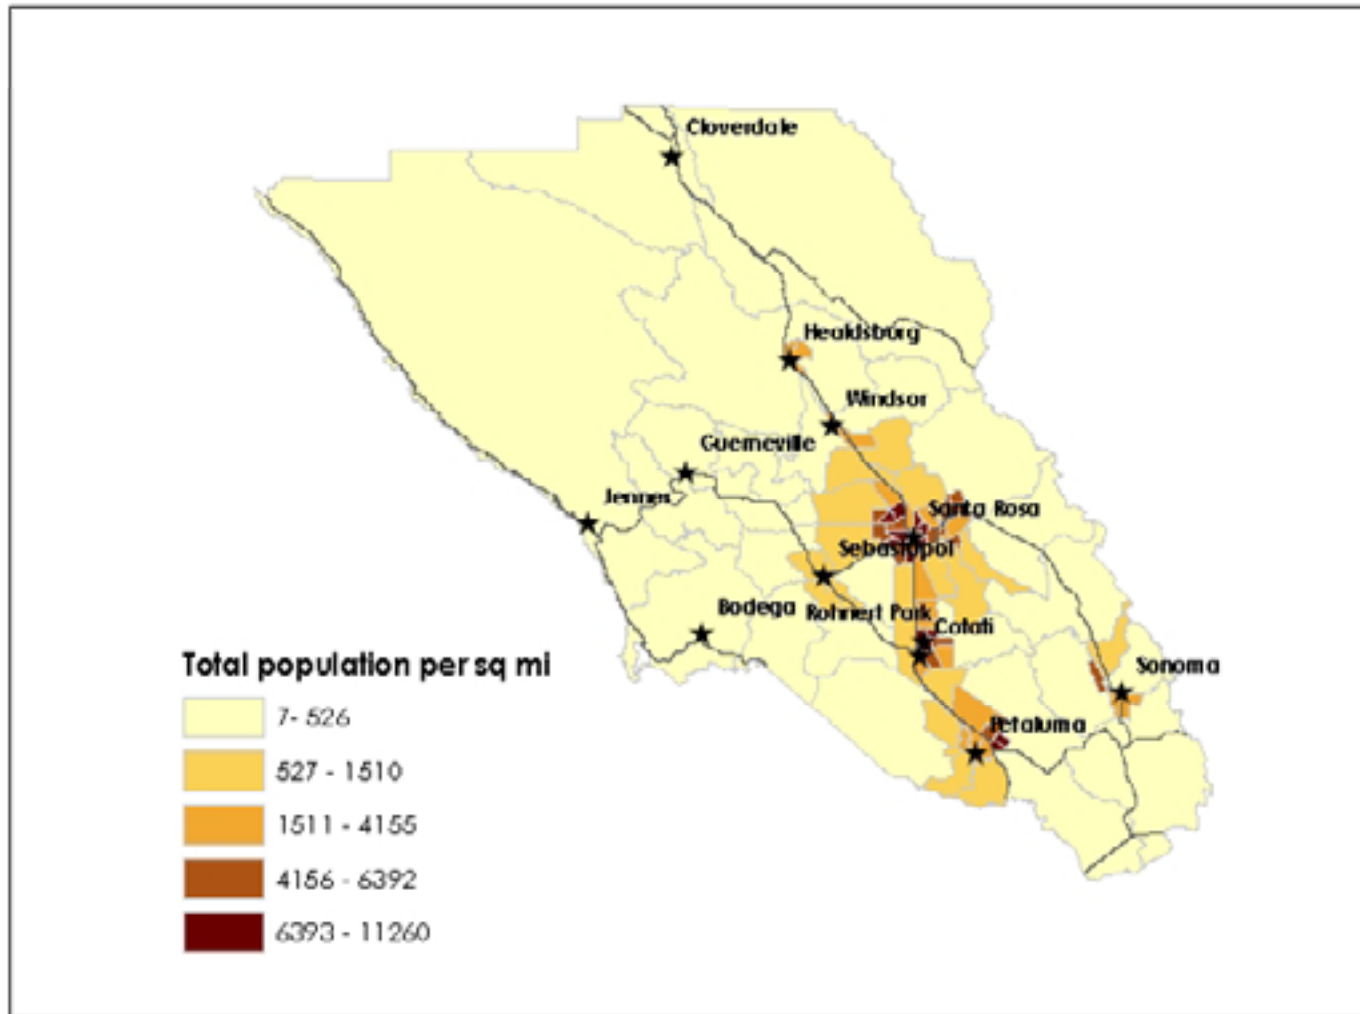 Cloverdale
Healdsburg
Windsor
Guerneville
Jenner
Santa Rosa
Sebastopol
Bodega
Rohnert Park
Cotati
Sonoma
Petaluma
Total population per sq mi
7- 526
527 - 1510
1511 - 4155
4156 - 6392
6393 - 11260